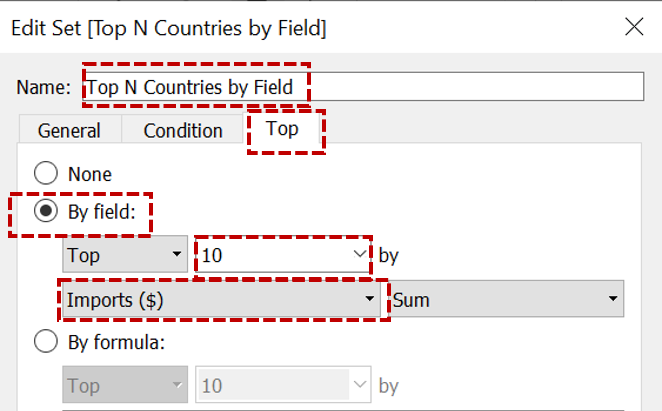 Edit Set [Top N Countries by Field]
Name: Top N Countries by Field
General Condition Top
None
By field:
Top 10 by
Imports ($) Sum
By formula:
Top 10 by